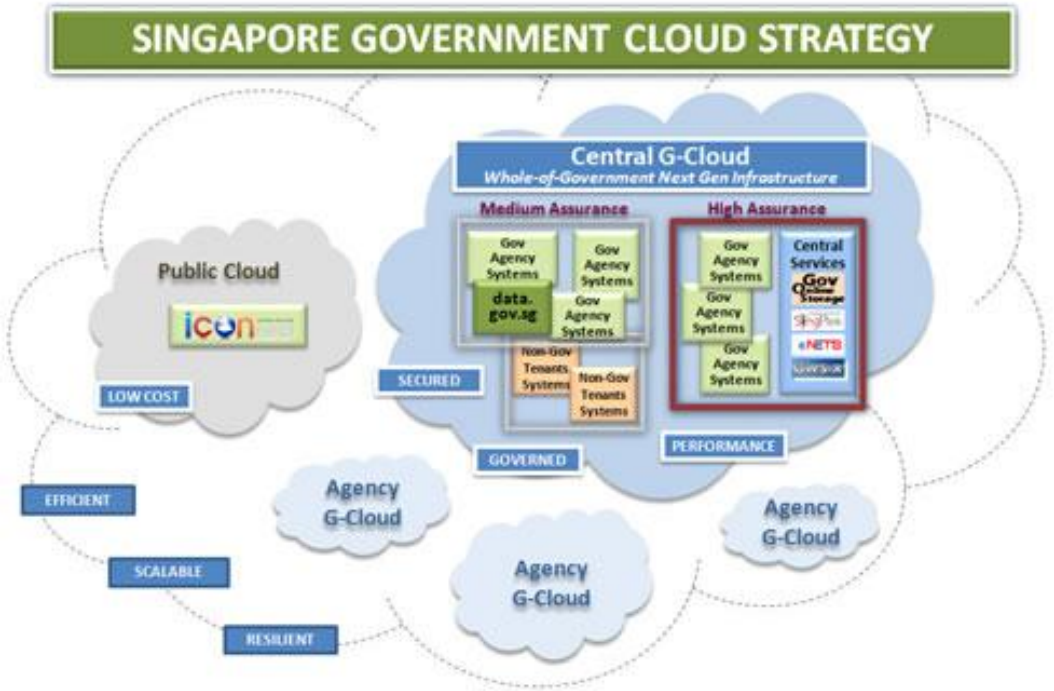 SINGAPORE GOVERNMENT CLOUD STRATEGY
Central G-Cloud
Whole-of-Government Next Gen Infrastructure
Medium Assurance
High Assurance
Public Cloud
icon
LOW COST
Gov
Agency
Systems
Gov
Agency
Systems
data.
gov.sg
Gov
Agency
Systems
Non-Gov
Tenants
Systems
Non-Gov
Tenants
Systems
Gov
Agency
Systems
Gov
Agency
Systems
Gov
Agency
Systems
Central
Services
Gov
Online
Storage
eNETS
SECURED
GOVERNED
PERFORMANCE
EFFICIENT
SCALABLE
RESILIENT
Agency
G-Cloud
Agency
G-Cloud
Agency
G-Cloud